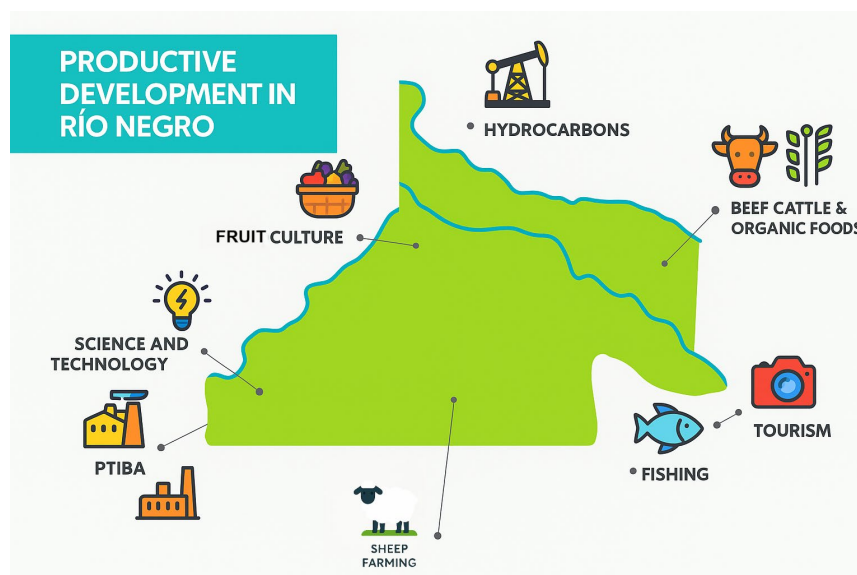 PRODUCTIVE
DEVELOPMENT IN
RÍO NEGRO
HYDROCARBONS
BEEF CATTLE &
ORGANIC FOODS
FRUIT CULTURE
SCIENCE AND
TECHNOLOGY
PTIBA
TOURISM
FISHING
SHEEP
FARMING